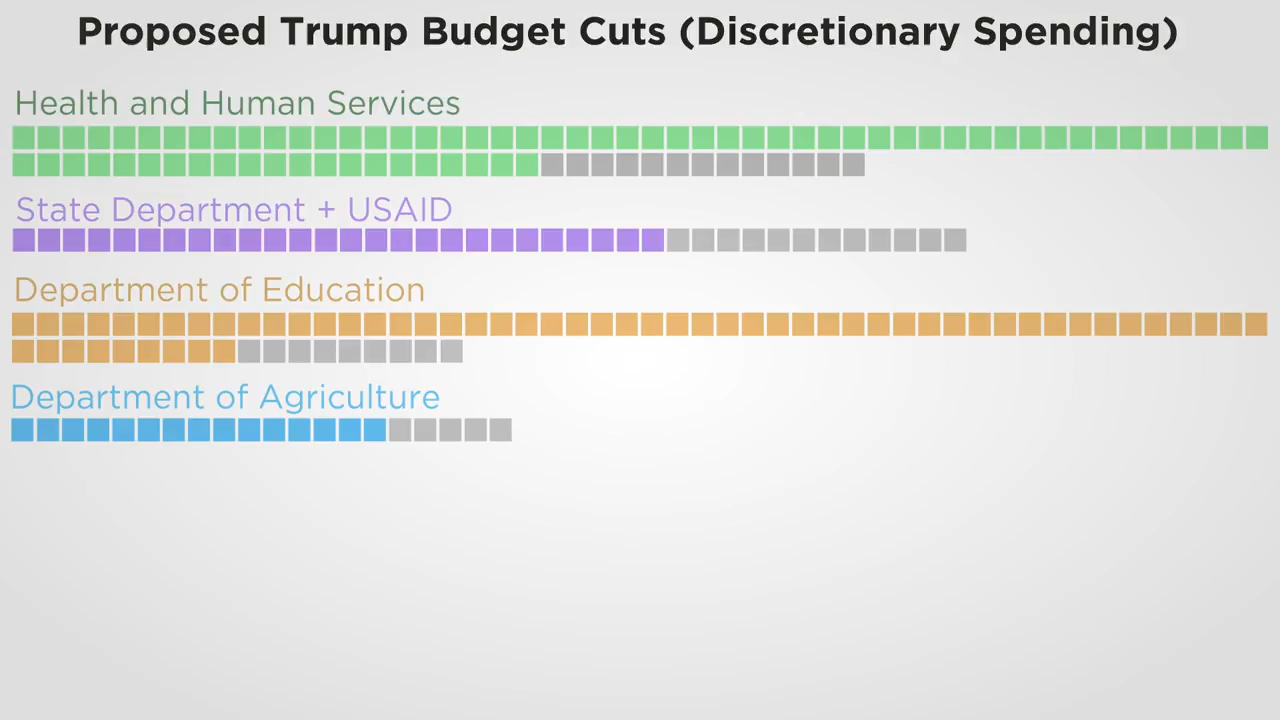 Proposed Trump Budget Cuts (Discretionary Spending)
Health and Human Services
State Department + USAID
Department of Education
Department of Agriculture